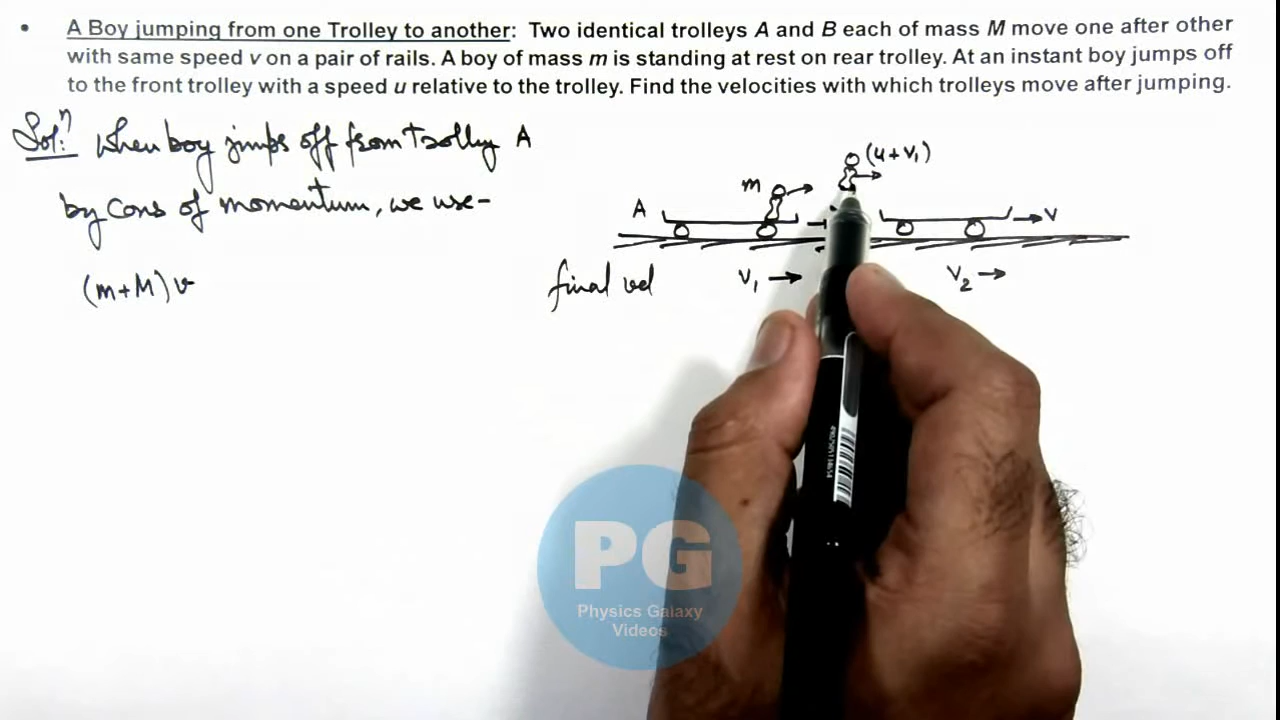 • A Boy jumping from one Trolley to another: Two identical trolleys A and B each of mass M move one after other
with same speed v on a pair of rails. A boy of mass m is standing at rest on rear trolley. At an instant boy jumps off
to the front trolley with a speed u relative to the trolley. Find the velocities with which trolleys move after jumping.
Solⁿ: When boy jumps off from trolly A
by Cons of momentum, we use-
(m+M)v
(u+v₁)
m
A
v
final vel v₁ → v₂ →
PG
Physics Galaxy
Videos